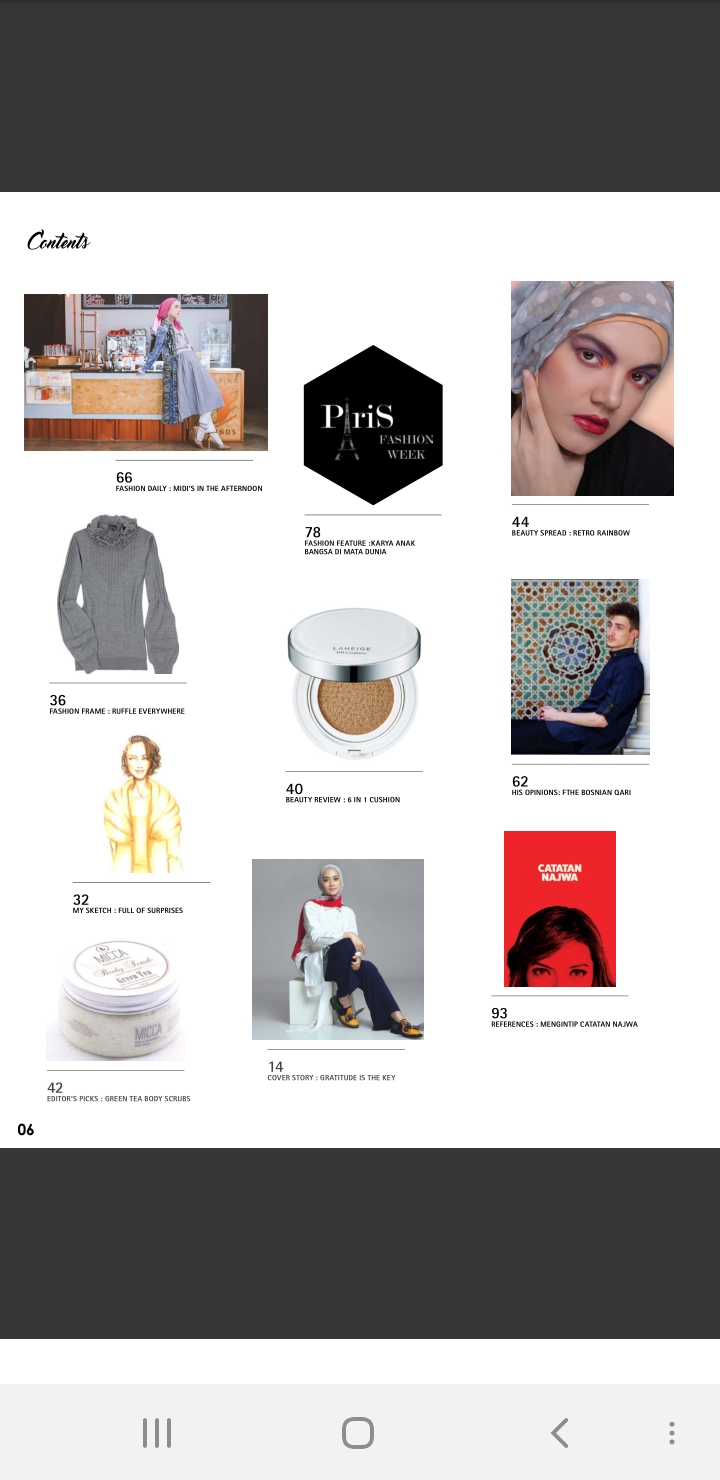 Contents
66
FASHION DAILY : MIDI'S IN THE AFTERNOON
PariS
FASHION
WEEK
78
FASHION FEATURE :KARYA ANAK
BANGSA DI MATA DUNIA
44
BEAUTY SPREAD : RETRO RAINBOW
36
FASHION FRAME : RUFFLE EVERYWHERE
LANEIGE
BB Cushion
40
BEAUTY REVIEW : 6 IN 1 CUSHION
62
HIS OPINIONS: FTHE BOSNIAN QARI
32
MY SKETCH : FULL OF SURPRISES
CATATAN
NAJWA
93
REFERENCES : MENGINTIP CATATAN NAJWA
MICCA
Body Scrub
Green Tea
MICCA
42
EDITOR'S PICKS : GREEN TEA BODY SCRUBS
14
COVER STORY : GRATITUDE IS THE KEY
06